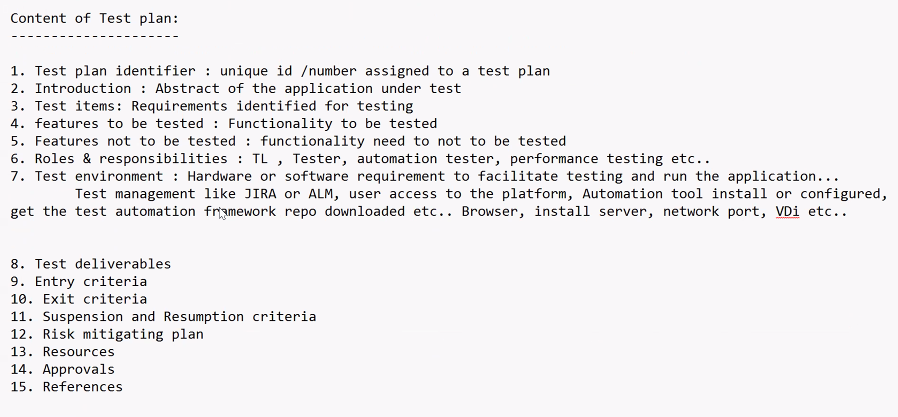 Content of Test plan:
---------------------
1. Test plan identifier : unique id /number assigned to a test plan
2. Introduction : Abstract of the application under test
3. Test items: Requirements identified for testing
4. features to be tested : Functionality to be tested
5. Features not to be tested : functionality need to not to be tested
6. Roles & responsibilities : TL , Tester, automation tester, performance testing etc..
7. Test environment : Hardware or software requirement to facilitate testing and run the application...
Test management like JIRA or ALM, user access to the platform, Automation tool install or configured,
get the test automation framework repo downloaded etc.. Browser, install server, network port, VDi etc..
8. Test deliverables
9. Entry criteria
10. Exit criteria
11. Suspension and Resumption criteria
12. Risk mitigating plan
13. Resources
14. Approvals
15. References